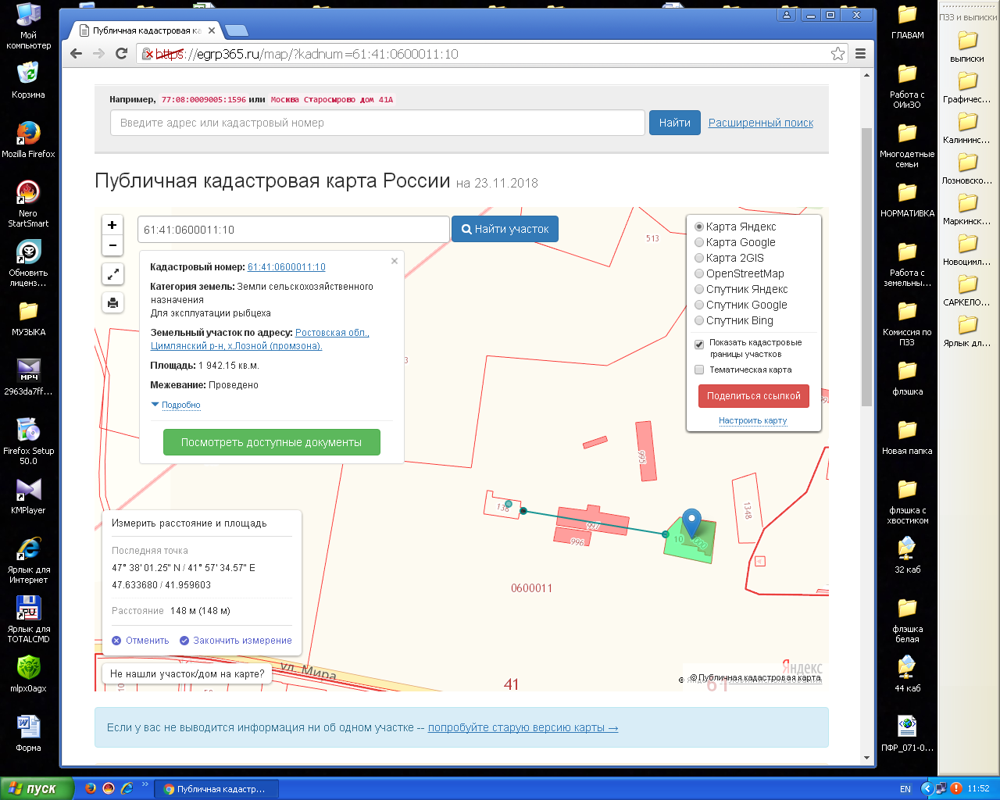 Мой
компьютер
Корзина
Mozilla Firefox
Nero
StartSmart
Обновить
лиценз...
МУЗЫКА
MPЧ
2963da7ff...
Firefox Setup
50.0
KMPlayer
Ярлык для
Интернет
Ярлык для
TOTALCMD
mlpx0agx
Форма
Публичная кадастровая ка
https://egrp365.ru/map/?kadnum=61:41:0600011:10
Например, 77:08:0009005:1596 или Москва Старосырово дом 41А
Введите адрес или кадастровый номер
Найти
Расширенный поиск
Публичная кадастровая карта России на 23.11.2018
+
−
61:41:0600011:10
Найти участок
Кадастровый номер: 61:41:0600011:10
×
Категория земель: Земли сельскохозяйственного
назначения
Для эксплуатации рыбцеха
Земельный участок по адресу: Ростовская обл.,
Цимлянский р-н, х.Лозной (промзона).
Площадь: 1 942.15 кв.м.
Межевание: Проведено
Подробно
Посмотреть доступные документы
Карта Яндекс
Карта Google
Карта 2GIS
OpenStreetMap
Спутник Яндекс
Спутник Google
Спутник Bing
Показать кадастровые
границы участков
Тематическая карта
Поделиться ссылкой
Настроить карту
513
3
995
138
997
996
10
1348
0600011
41
61
ул. Мира
Измерить расстояние и площадь
Последняя точка
47° 38' 01.25" N / 41° 57' 34.57" E
47.633680 / 41.959603
Расстояние 148 м (148 м)
Отменить
Закончить измерение
Не нашли участок/дом на карте?
Яндекс
© Публичная кадастровая карта
Если у вас не выводится информация ни об одном участке -- попробуйте старую версию карты →
ГЛАВАМ
Работа с
ОИиЗО
Многодетные
семьи
НОРМАТИВКА
Работа с
земельны...
Комиссия по
ПЗЗ
флэшка
Новая папка
флэшка с
хвостиком
32 каб
флэшка
белая
44 каб
ПФР_071-0...
ПЗЗ и выписки
выписки
Графичес...
Калининс...
Лозновско...
Маркинск...
Новоцимл...
САРКЕЛО...
Ярлык дл...
пуск
Публичная кадастр...
EN
11:52